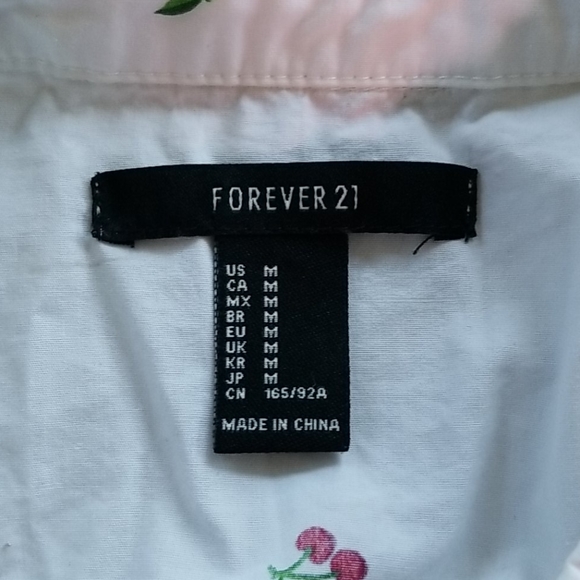 FOREVER 21
US M
CA M
MX M
BR M
EU M
UK M
KR M
JP M
CN 165/92A
MADE IN CHINA